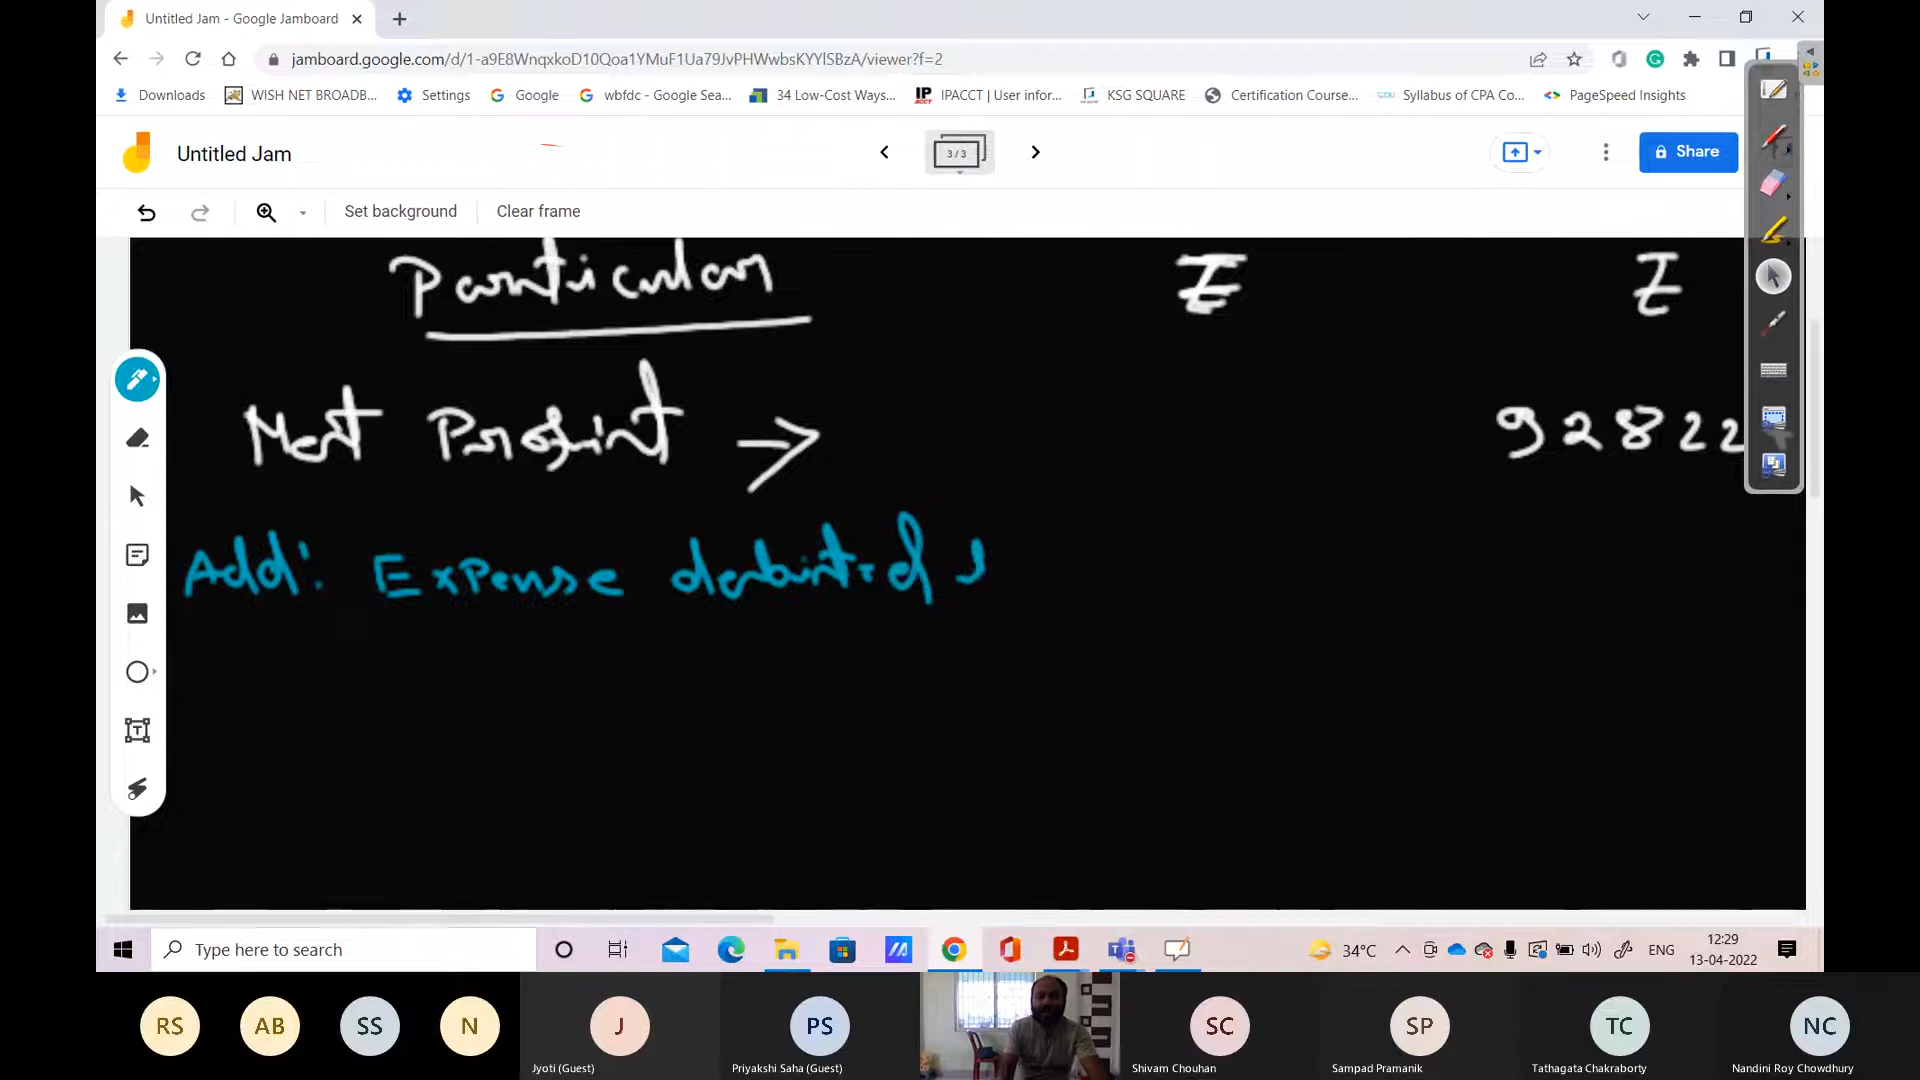 Untitled Jam - Google Jamboard
jamboard.google.com/d/1-a9E8WnqxkoD10Qoa1YMuF1Ua79JvPHWwbsKYYlSBzA/viewer?f=2
Downloads WISH NET BROADB... Settings Google wbfdc - Google Sea... 34 Low-Cost Ways... IPACCT | User infor... KSG SQUARE Certification Course... Syllabus of CPA Co... PageSpeed Insights
Untitled Jam
3 / 3
Share
Set background Clear frame
Particular
Net Profit →
92822
Add: Expense debited
Type here to search
34°C ENG
12:29
13-04-2022
RS AB SS N J PS SC SP TC NC
Jyoti (Guest) Priyakshi Saha (Guest) Shivam Chouhan Sampad Pramanik Tathagata Chakraborty Nandini Roy Chowdhury